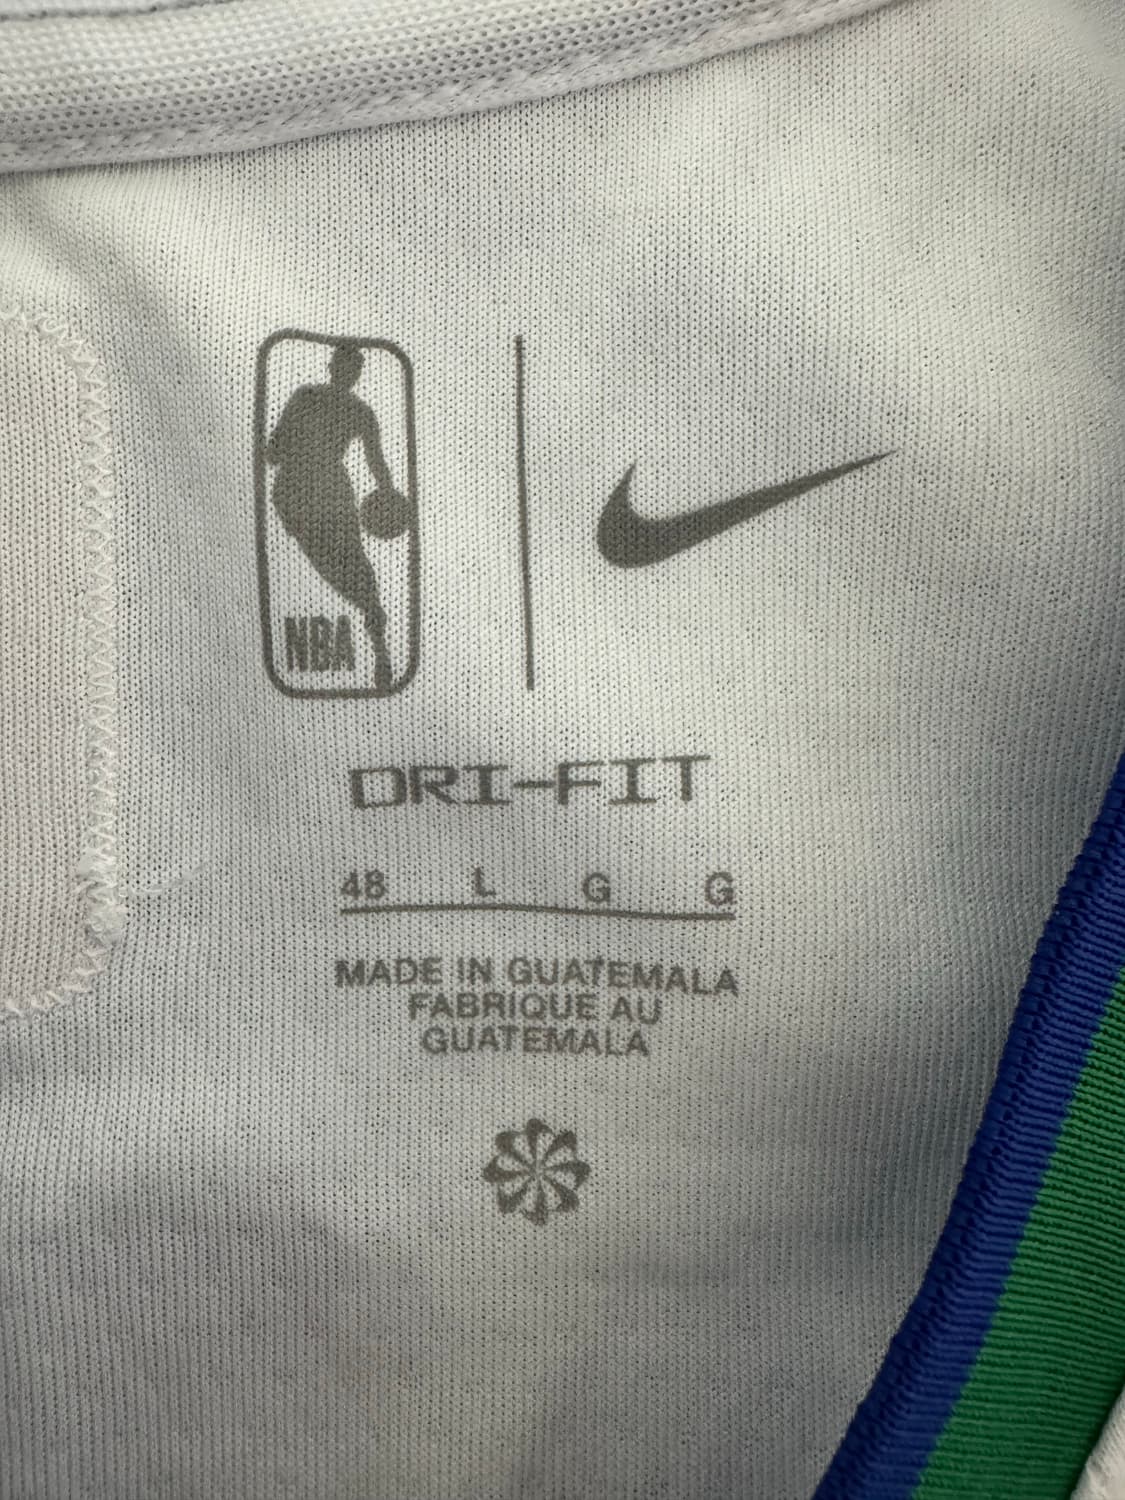 NBA
DRI-FIT
48 L G G
MADE IN GUATEMALA
FABRIQUE AU
GUATEMALA